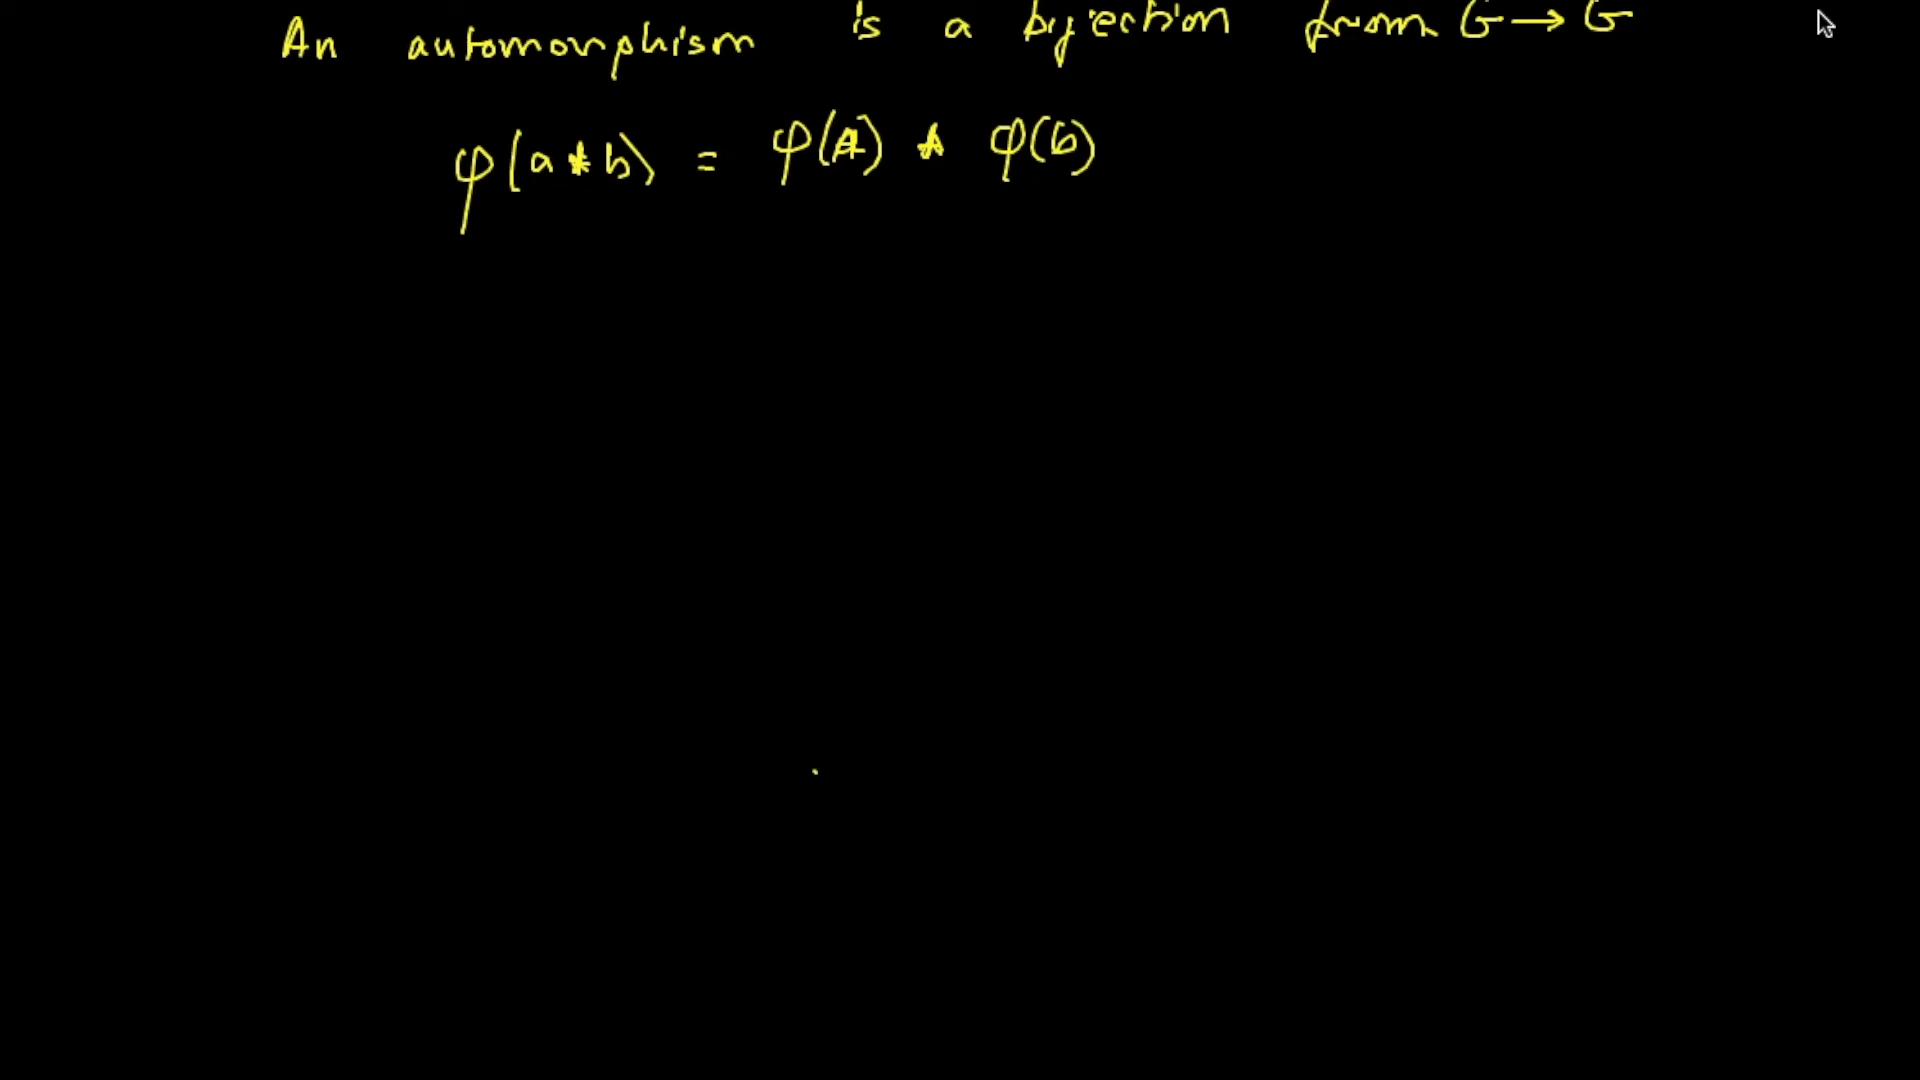 An automorphism is a bijection from G → G
φ(a * b) = φ(a) * φ(b)